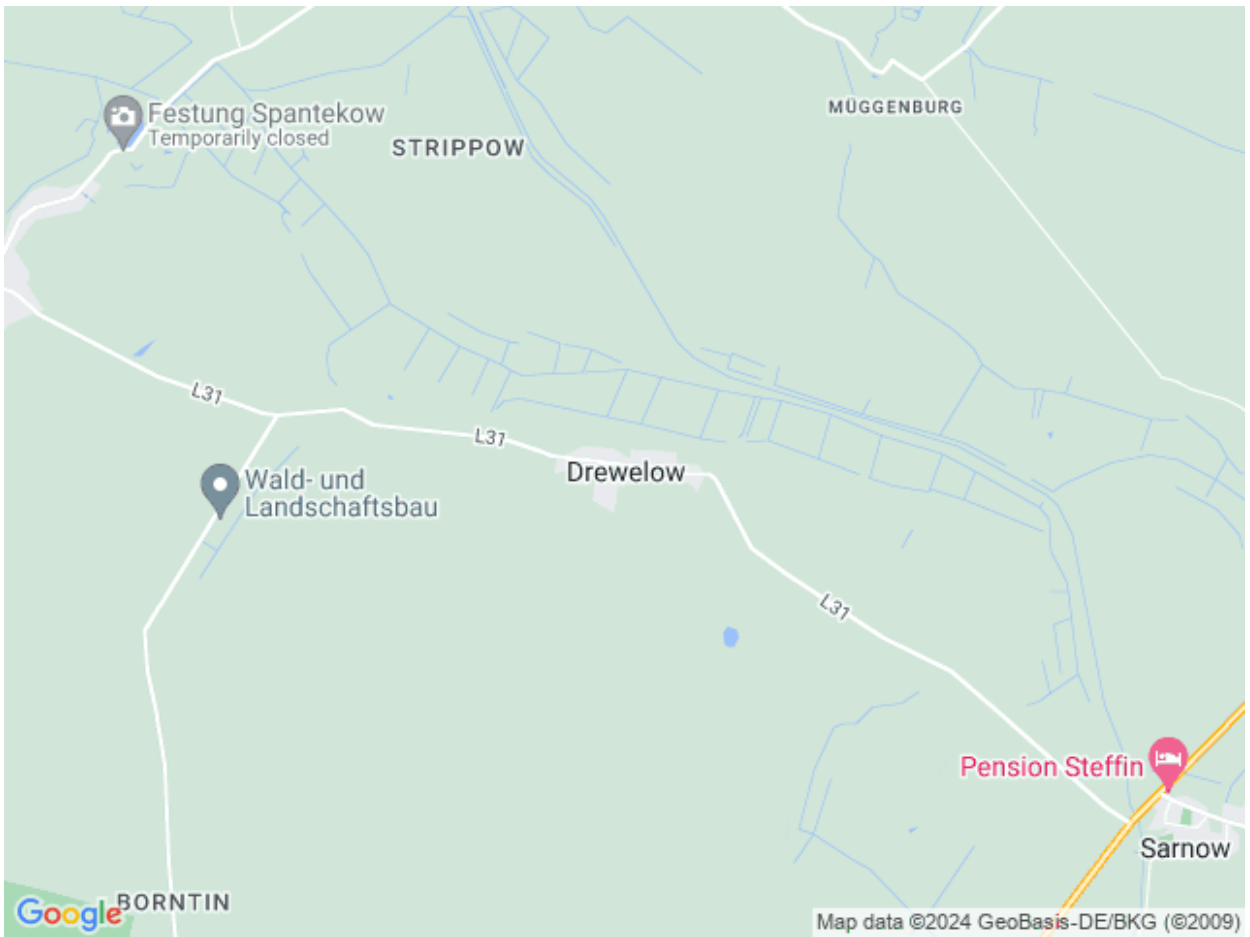 MÜGGENBURG
Festung Spantekow
Temporarily closed
STRIPPOW
L31
L31
Drewelow
Wald- und
Landschaftsbau
L31
Pension Steffin
Sarnow
BORNTIN
Google
Map data ©2024 GeoBasis-DE/BKG (©2009)